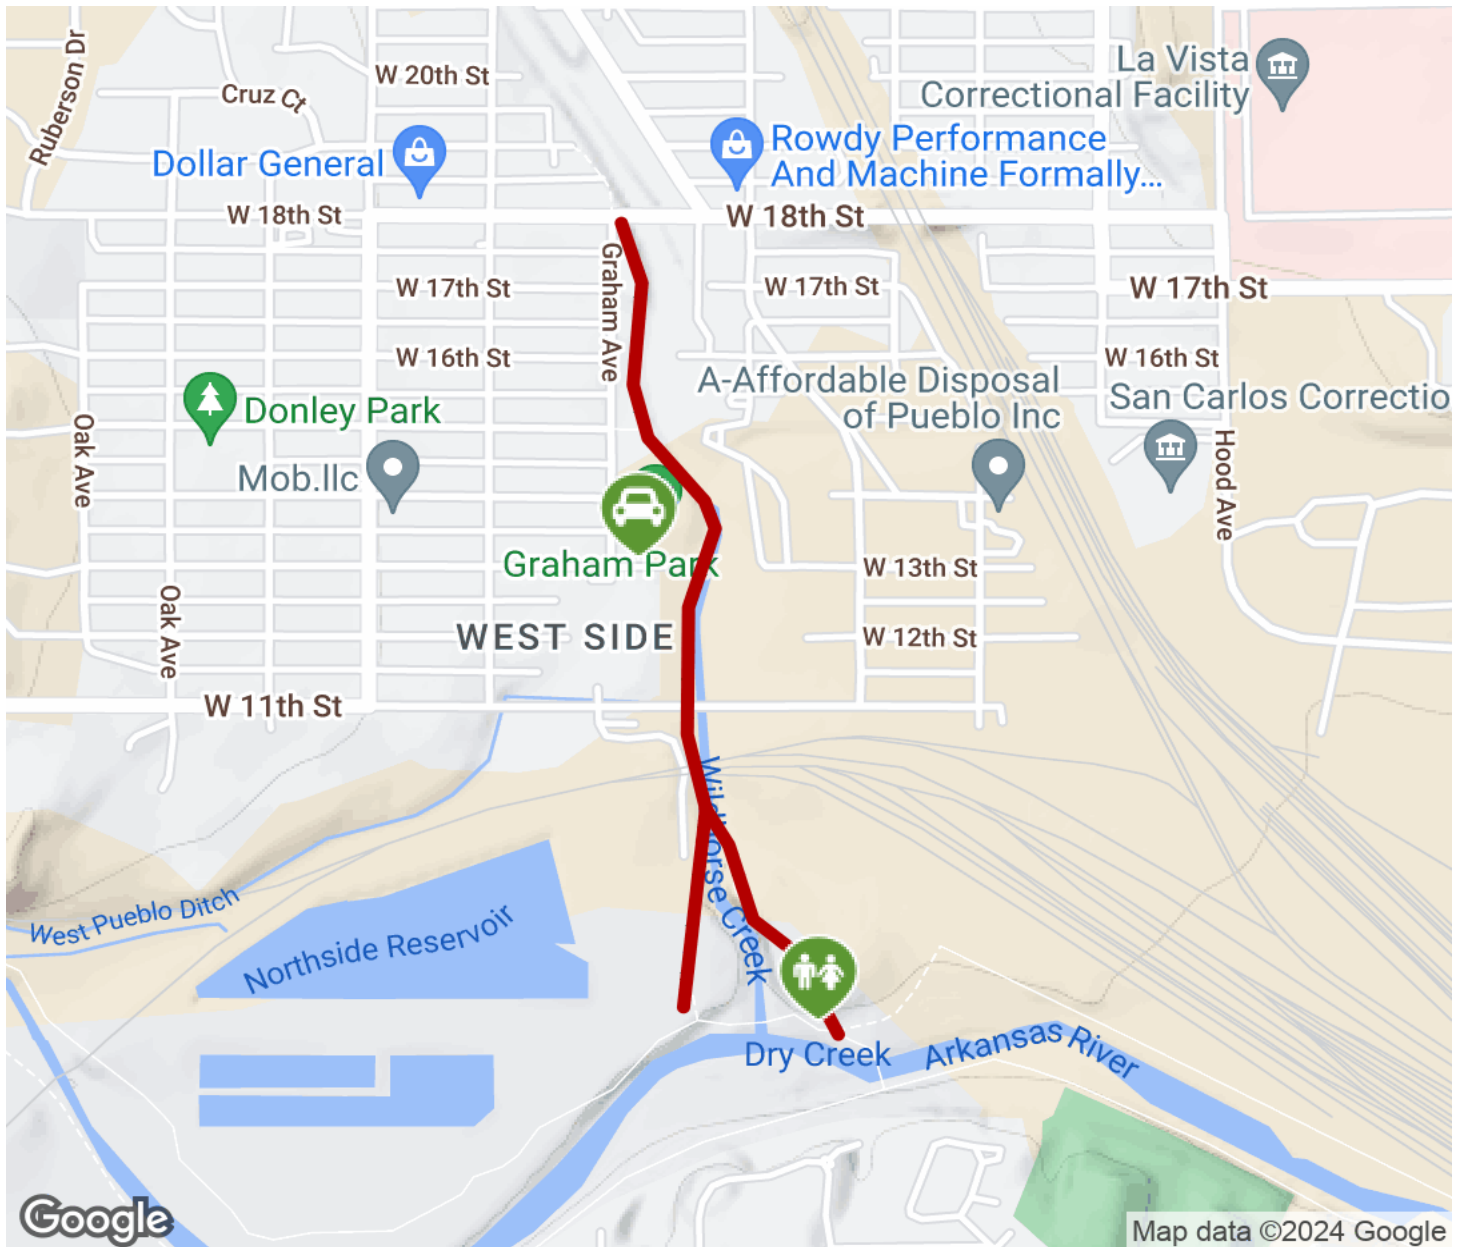 Ruberson Dr
W 20th St
Cruz Ct
La Vista
Correctional Facility
Dollar General
Rowdy Performance
And Machine Formally...
W 18th St
W 18th St
Graham Ave
W 17th St
W 17th St
W 17th St
W 16th St
W 16th St
A-Affordable Disposal
of Pueblo Inc
San Carlos Correctio
Donley Park
Oak Ave
Mob.llc
Hood Ave
Graham Park
W 13th St
Oak Ave
WEST SIDE
W 12th St
W 11th St
Wildhorse Creek
West Pueblo Ditch
Northside Reservoir
Dry Creek
Arkansas River
Google
Map data ©2024 Google